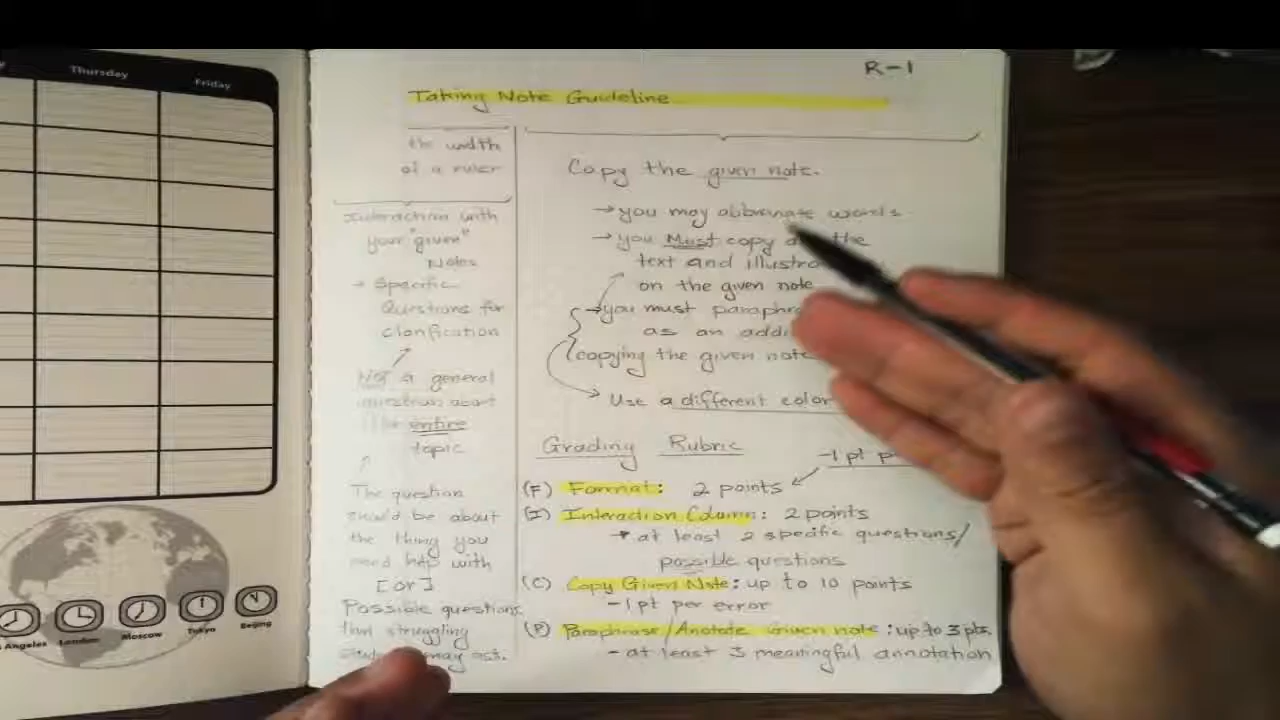 Thursday
Friday
R-1
Taking Note Guideline
the width
of a ruler
Interaction with
your "given"
Notes
→ Specific
Questions for
clarification
Not a general
question about
the entire
topic
The question
should be about
the thing you
need help with
[or]
Possible questions
that struggling
may ask.
Copy the given note.
→ you may abbreviate words.
→ you Must copy all the
text and
on the given note
→ you must
as an
copying the given note
→ Use a different color
Grading Rubric
-1 pt
(F) Format: 2 points
(I) Interaction Column: 2 points
→ at least 2 specific questions/
possible questions
(C) Copy Given Note: up to 10 points
-1 pt per error
(P) Paraphrase/Anotate Given note: up to 3 pts.
- at least 3 meaningful annotation
Angeles
London
Moscow
Tokyo
Beijing